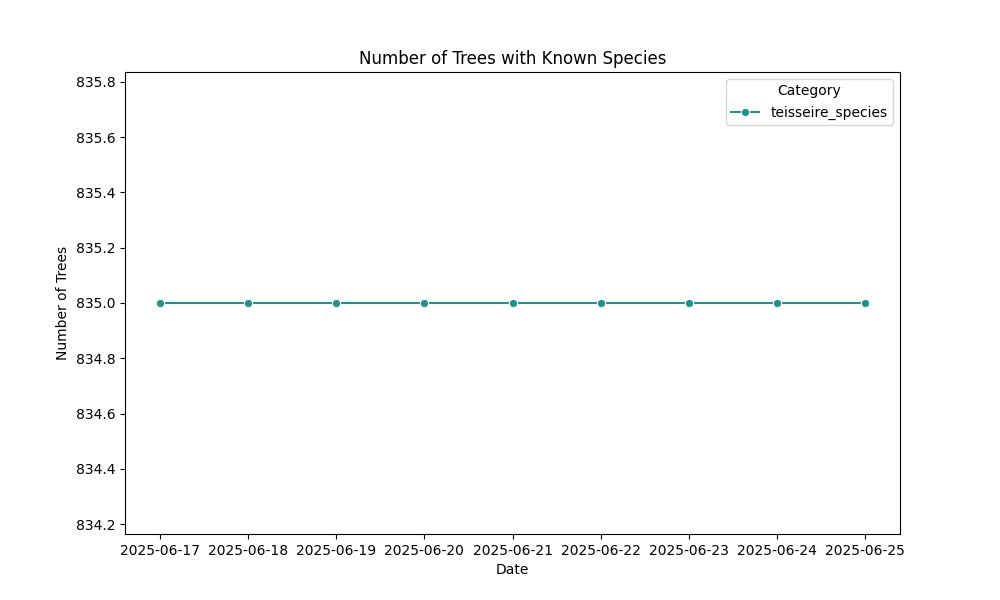 Number of Trees with Known Species
Category
teisseire_species
Number of Trees
835.8
835.6
835.4
835.2
835.0
834.8
834.6
834.4
834.2
2025-06-17 2025-06-18 2025-06-19 2025-06-20 2025-06-21 2025-06-22 2025-06-23 2025-06-24 2025-06-25
Date